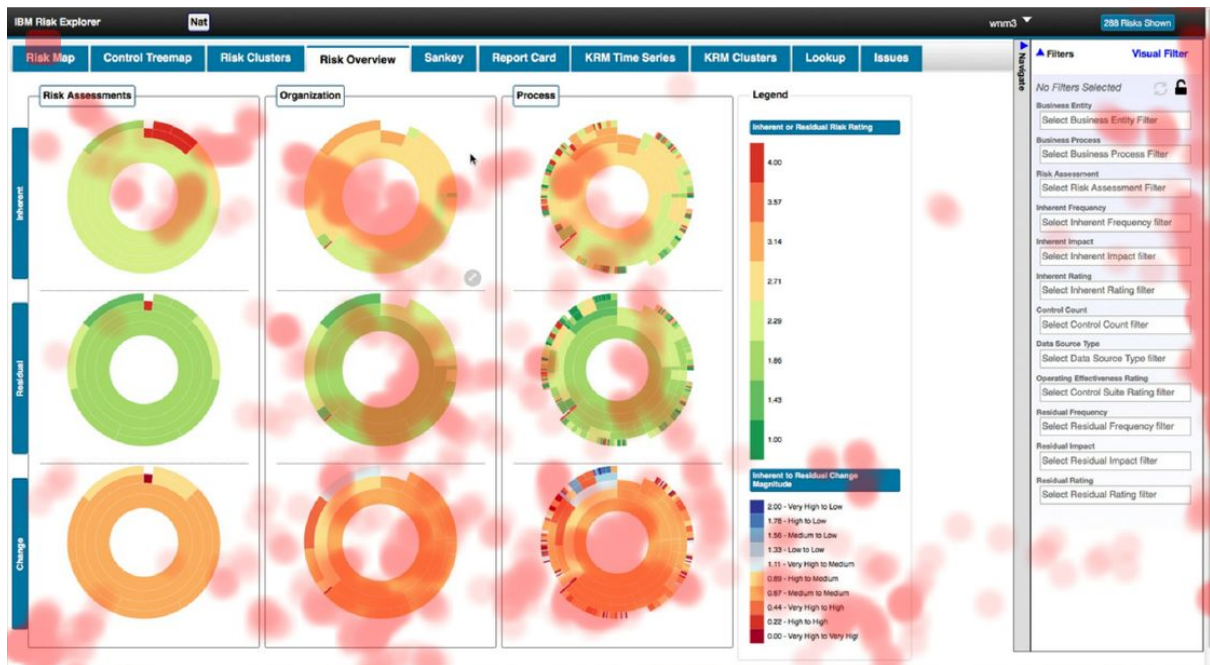 IBM Risk Explorer
Nat
wnm3
288 Risks Shown
Risk Map
Control Treemap
Risk Clusters
Risk Overview
Sankey
Report Card
KRM Time Series
KRM Clusters
Lookup
Issues
Navigate
Filters
Visual Filter
Risk Assessments
Organization
Process
Legend
Inherent
Residual
Change
Inherent or Residual Risk Rating
4.00
3.57
3.14
2.71
2.29
1.86
1.43
1.00
Inherent to Residual Change
Magnitude
2.00 - Very High to Low
1.78 - High to Low
1.56 - Medium to Low
1.33 - Low to Low
1.11 - Very High to Medium
0.89 - High to Medium
0.67 - Medium to Medium
0.44 - Very High to High
0.22 - High to High
0.00 - Very High to Very High
No Filters Selected
Business Entity
Select Business Entity Filter
Business Process
Select Business Process Filter
Risk Assessment
Select Risk Assessment Filter
Inherent Frequency
Select Inherent Frequency filter
Inherent Impact
Select Inherent Impact filter
Inherent Rating
Select Inherent Rating filter
Control Count
Select Control Count filter
Data Source Type
Select Data Source Type filter
Operating Effectiveness Rating
Select Control Suite Rating filter
Residual Frequency
Select Residual Frequency filter
Residual Impact
Select Residual Impact filter
Residual Rating
Select Residual Rating filter